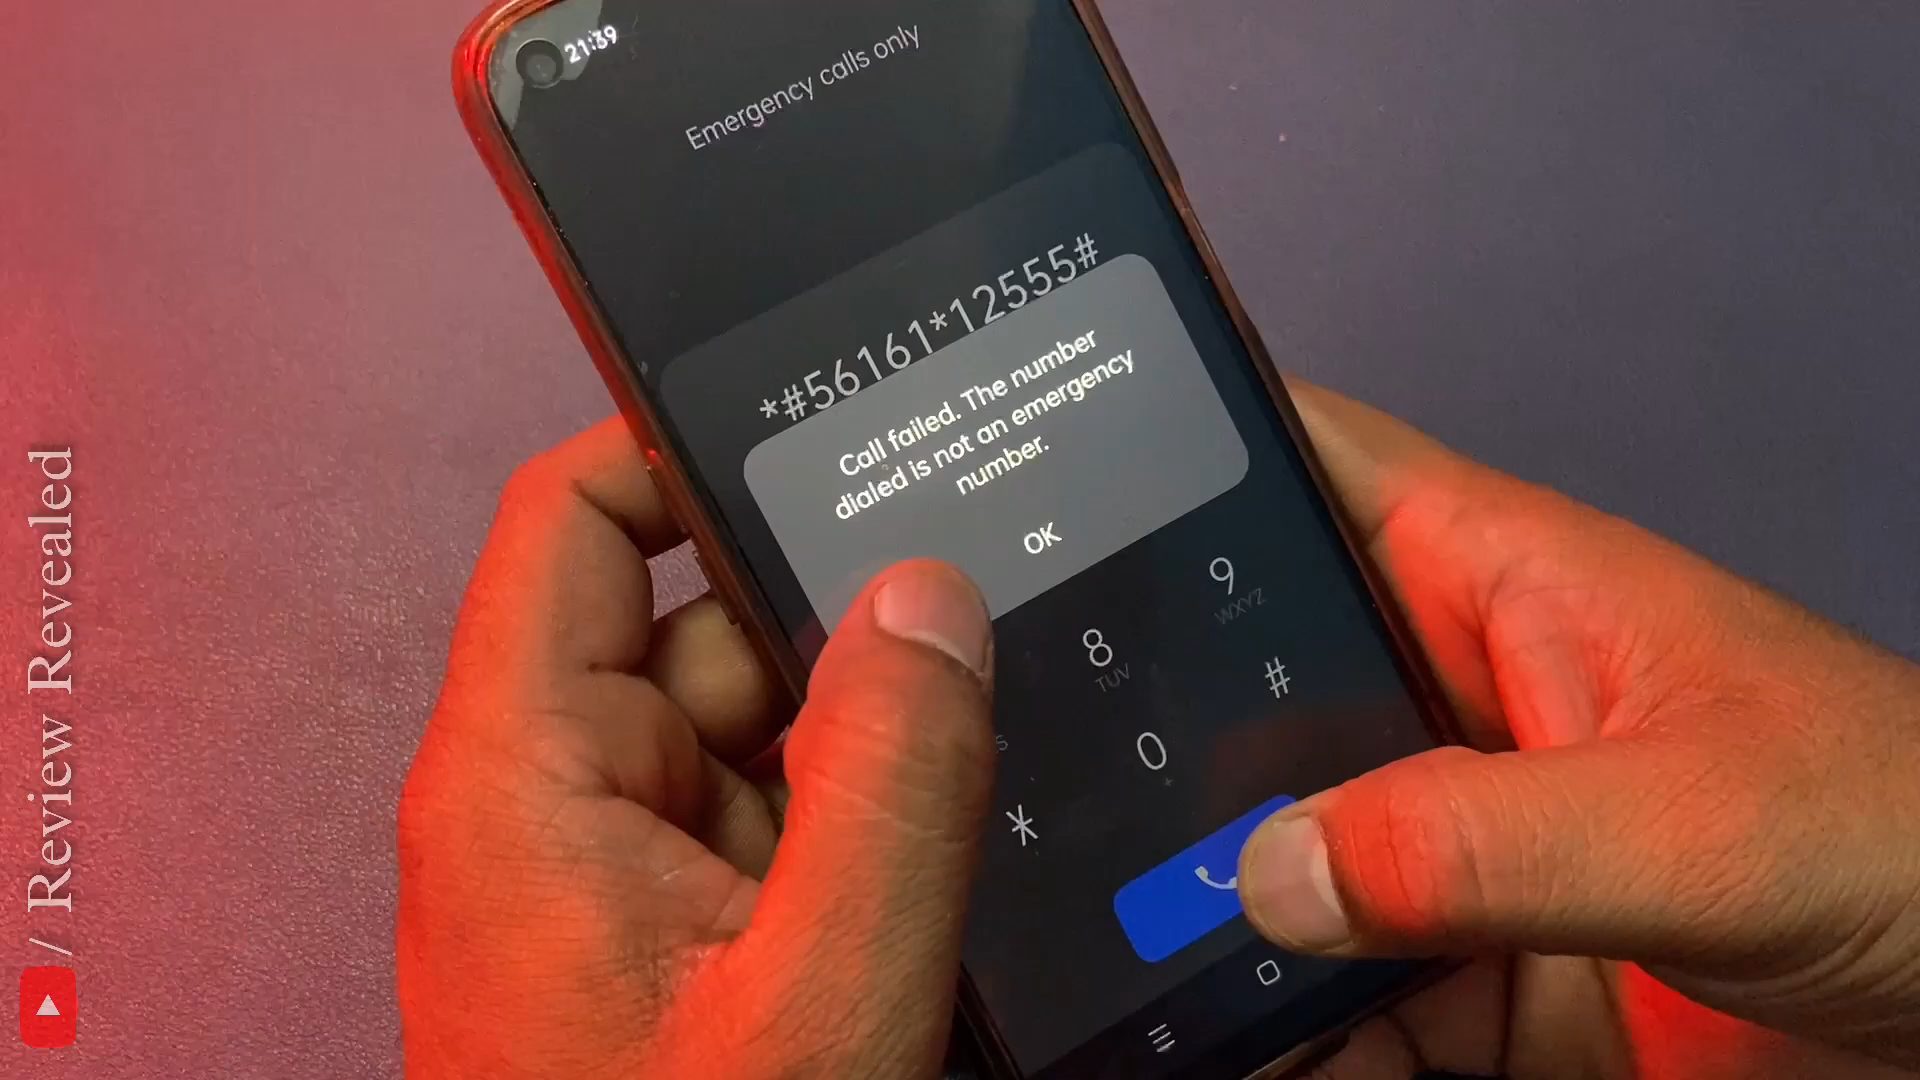 21:39
Emergency calls only
*#56161*12555#
Call failed. The number
dialed is not an emergency
number.
OK
9
WXYZ
8
TUV
#
S
0
+
*
/ Review Revealed